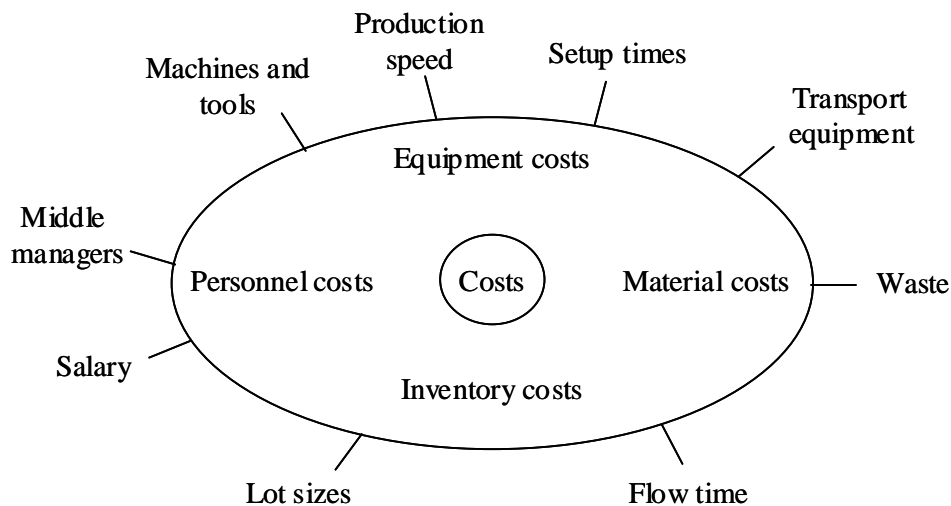 Production
speed
Setup times
Machines and
tools
Transport
equipment
Equipment costs
Middle
managers
Personnel costs
Costs
Material costs
Waste
Salary
Inventory costs
Lot sizes
Flow time